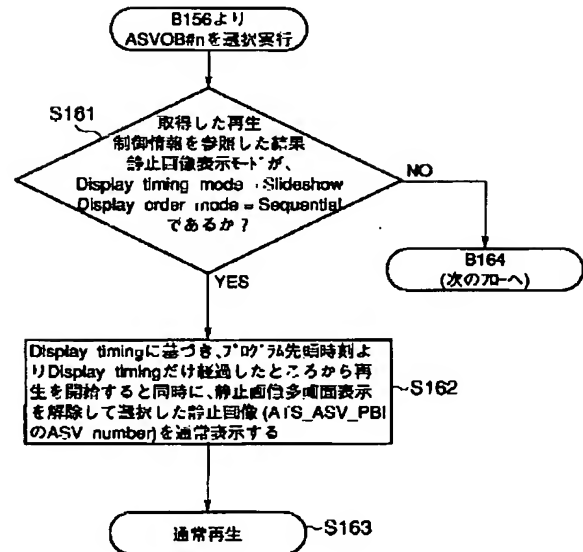 B156より
ASVOB#nを選択実行
S161
取得した再生
制御情報を参照した結果
静止画像表示モードが、
Display timing mode = Slideshow
Display order mode = Sequential
であるか?
NO
B164
(次のフローへ)
YES
Display timingに基づき、プログラム先頭時刻よ
りDisplay timingだけ経過したところから再
生を開始すると同時に、静止画像多画面表示
を解除して選択した静止画像 (ATS_ASV_PBI
のASV number)を通常表示する
S162
通常再生
S163